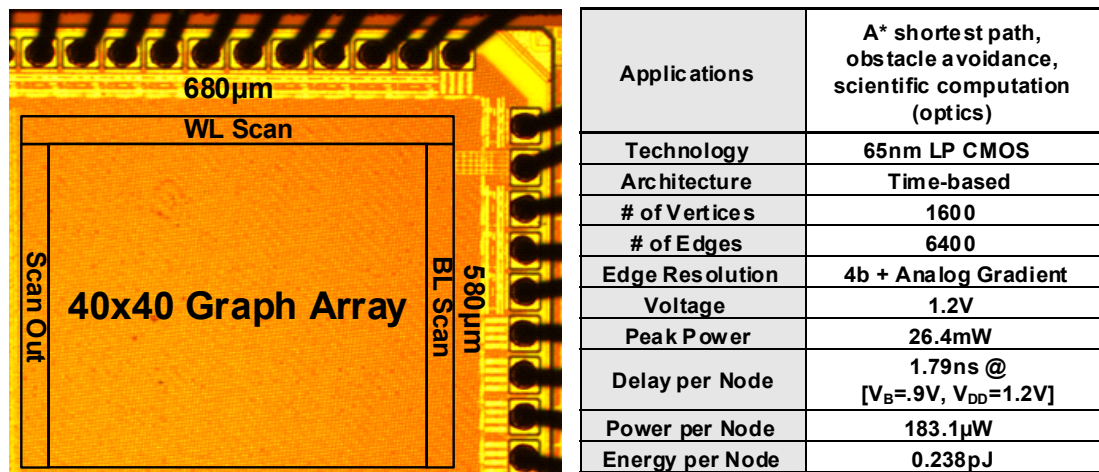 680µm
WL Scan
Scan Out
40x40 Graph Array
BL Scan
580µm
Applications
A* shortest path,
obstacle avoidance,
scientific computation
(optics)
Technology
65nm LP CMOS
Architecture
Time-based
# of Vertices
1600
# of Edges
6400
Edge Resolution
4b + Analog Gradient
Voltage
1.2V
Peak Power
26.4mW
Delay per Node
1.79ns @
[VB=.9V, VDD=1.2V]
Power per Node
183.1µW
Energy per Node
0.238pJ